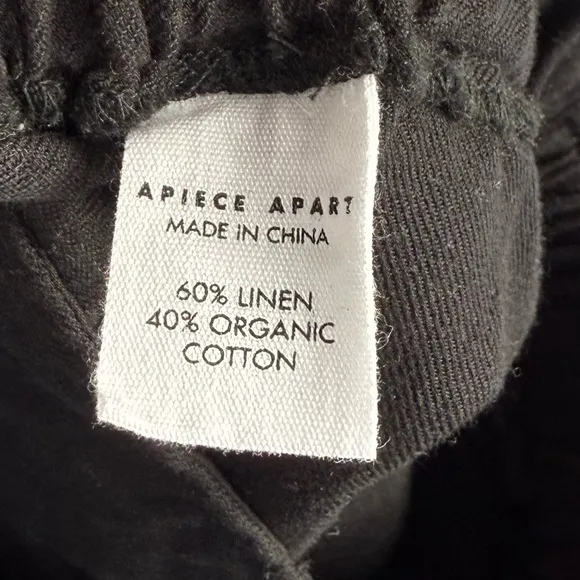 APIECE APART
MADE IN CHINA
60% LINEN
40% ORGANIC
COTTON